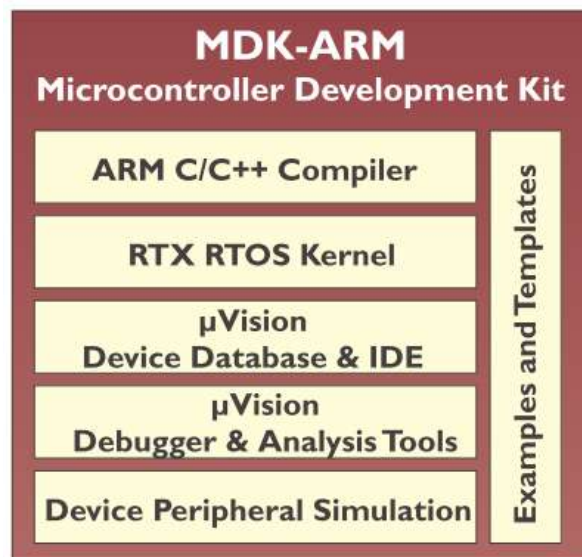 MDK-ARM
Microcontroller Development Kit
ARM C/C++ Compiler
RTX RTOS Kernel
µVision
Device Database & IDE
µVision
Debugger & Analysis Tools
Device Peripheral Simulation
Examples and Templates